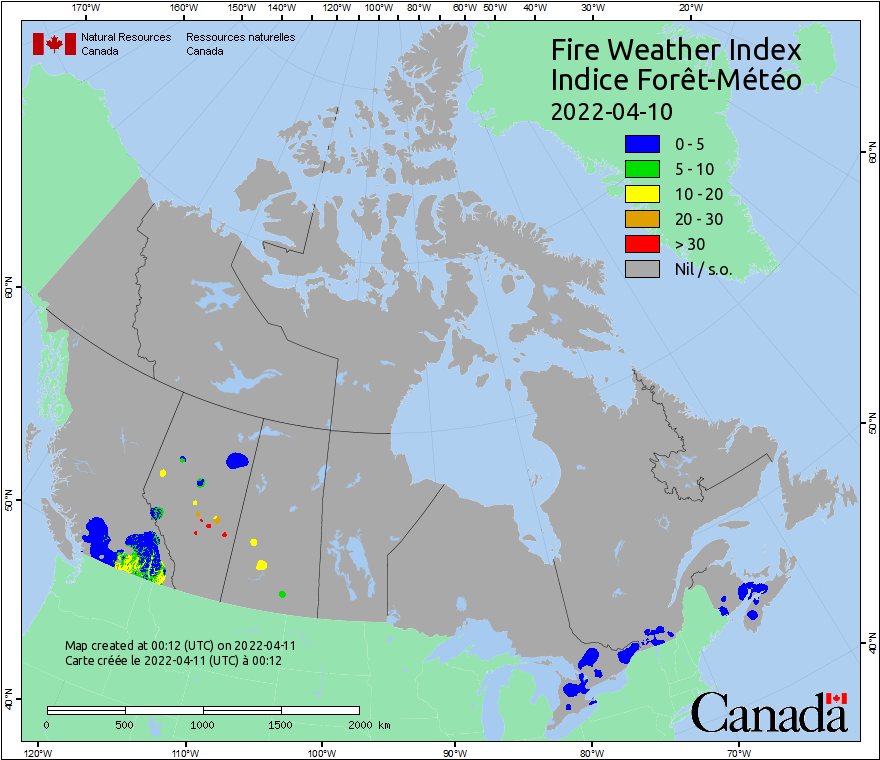 170°W 160°W 150°W 140°W 130°W 120°W 110°W 100°W 90°W 80°W 60°W 50°W 40°W 30°W 20°W
Natural Resources Canada
Ressources naturelles Canada
Fire Weather Index
Indice Forêt-Météo
2022-04-10
0 - 5
5 - 10
10 - 20
20 - 30
> 30
Nil / s.o.
60°N
50°N
40°N
60°N
50°N
40°N
Map created at 00:12 (UTC) on 2022-04-11
Carte créée le 2022-04-11 (UTC) à 00:12
0 500 1000 1500 2000 km
Canada
120°W 110°W 100°W 90°W 80°W 70°W